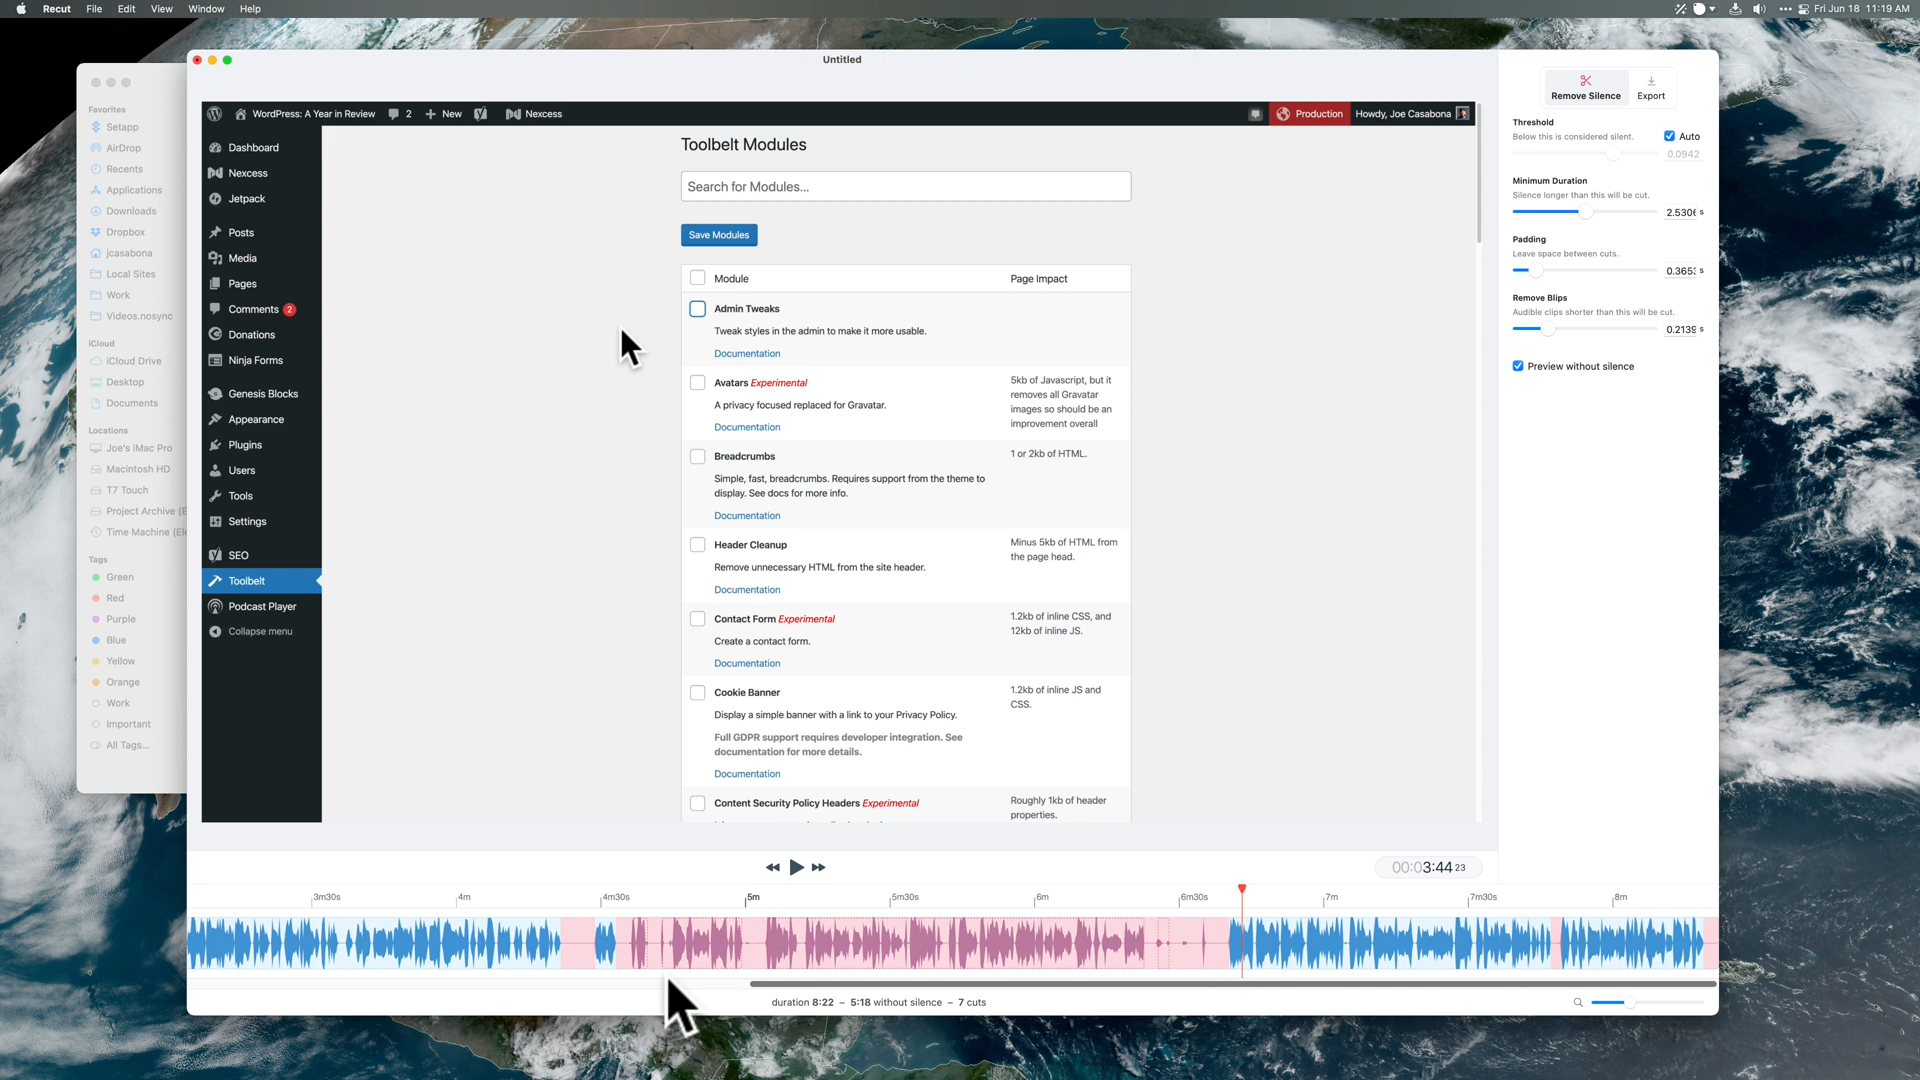 Recut File Edit View Window Help
Fri Jun 18 11:19 AM
Untitled
Favorites
Setapp
AirDrop
Recents
Applications
Downloads
Dropbox
jcasabona
Local Sites
Work
Videos.nosync
iCloud
iCloud Drive
Desktop
Documents
Locations
Joe's iMac Pro
Macintosh HD
T7 Touch
Project Archive (E
Time Machine (Ele
Tags
Green
Red
Purple
Blue
Yellow
Orange
Work
Important
All Tags...
WordPress: A Year in Review 2 New Nexcess
Production Howdy, Joe Casabona
Dashboard
Nexcess
Jetpack
Posts
Media
Pages
Comments 2
Donations
Ninja Forms
Genesis Blocks
Appearance
Plugins
Users
Tools
Settings
SEO
Toolbelt
Podcast Player
Collapse menu
Toolbelt Modules
Search for Modules...
Save Modules
Module Page Impact
Admin Tweaks
Tweak styles in the admin to make it more usable.
Documentation
Avatars Experimental
A privacy focused replaced for Gravatar.
Documentation
5kb of Javascript, but it
removes all Gravatar
images so should be an
improvement overall
Breadcrumbs
Simple, fast, breadcrumbs. Requires support from the theme to
display. See docs for more info.
Documentation
1 or 2kb of HTML.
Header Cleanup
Remove unnecessary HTML from the site header.
Documentation
Minus 5kb of HTML from
the page head.
Contact Form Experimental
Create a contact form.
Documentation
1.2kb of inline CSS, and
12kb of inline JS.
Cookie Banner
Display a simple banner with a link to your Privacy Policy.
Full GDPR support requires developer integration. See
documentation for more details.
Documentation
1.2kb of inline JS and
CSS.
Content Security Policy Headers Experimental
Roughly 1kb of header
properties.
Remove Silence Export
Threshold
Below this is considered silent.
Auto
0.0942
Minimum Duration
Silence longer than this will be cut.
2.530 s
Padding
Leave space between cuts.
0.365 s
Remove Blips
Audible clips shorter than this will be cut.
0.213 s
Preview without silence
00:03:44 23
3m30s 4m 4m30s 5m 5m30s 6m 6m30s 7m 7m30s 8m
duration 8:22 – 5:18 without silence – 7 cuts